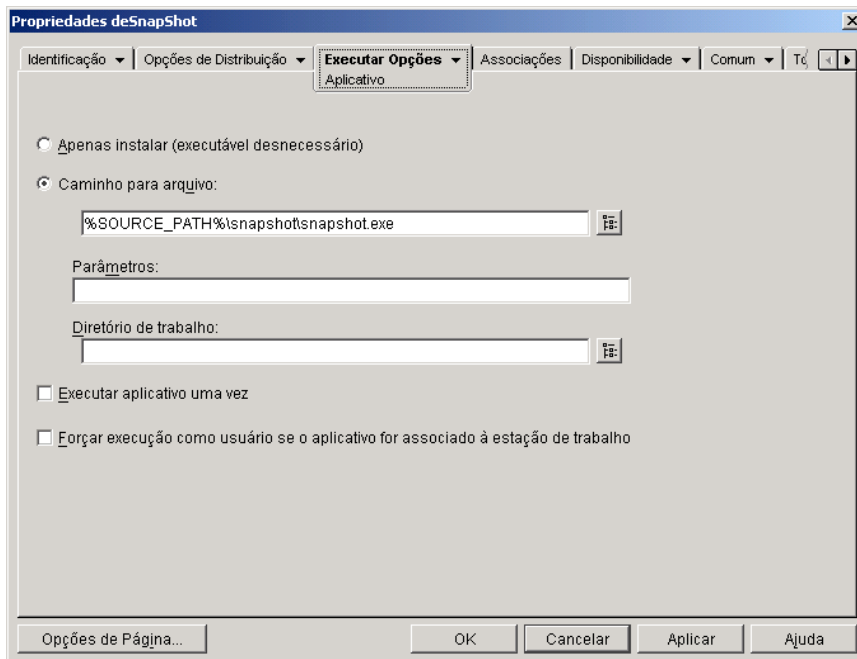 Propriedades deSnapShot
Identificação Opções de Distribuição Executar Opções Associações Disponibilidade Comum
Aplicativo
Apenas instalar (executável desnecessário)
Caminho para arquivo:
%SOURCE_PATH%\snapshot\snapshot.exe
Parâmetros:
Diretório de trabalho:
Executar aplicativo uma vez
Forçar execução como usuário se o aplicativo for associado à estação de trabalho
Opções de Página... OK Cancelar Aplicar Ajuda